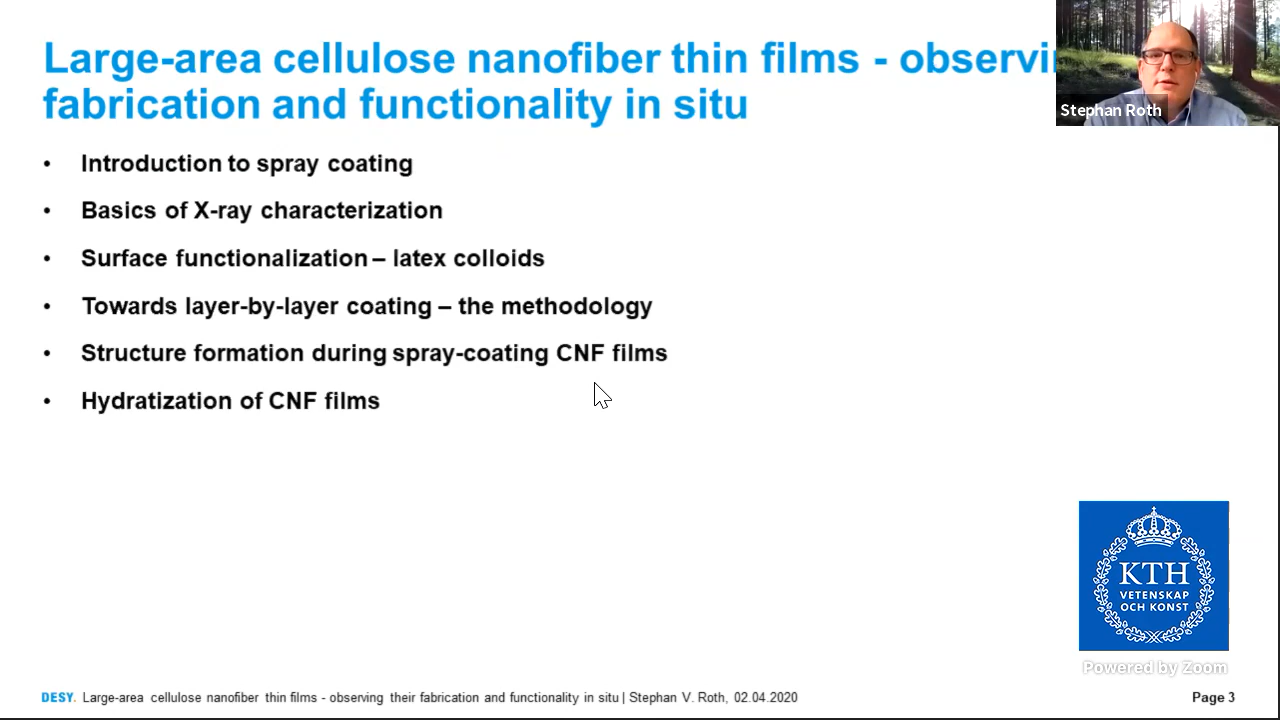 Large-area cellulose nanofiber thin films - observi
fabrication and functionality in situ
Stephan Roth
• Introduction to spray coating
• Basics of X-ray characterization
• Surface functionalization – latex colloids
• Towards layer-by-layer coating – the methodology
• Structure formation during spray-coating CNF films
• Hydratization of CNF films
KTH
VETENSKAP
OCH KONST
Powered by Zoom
DESY. Large-area cellulose nanofiber thin films - observing their fabrication and functionality in situ | Stephan V. Roth, 02.04.2020
Page 3